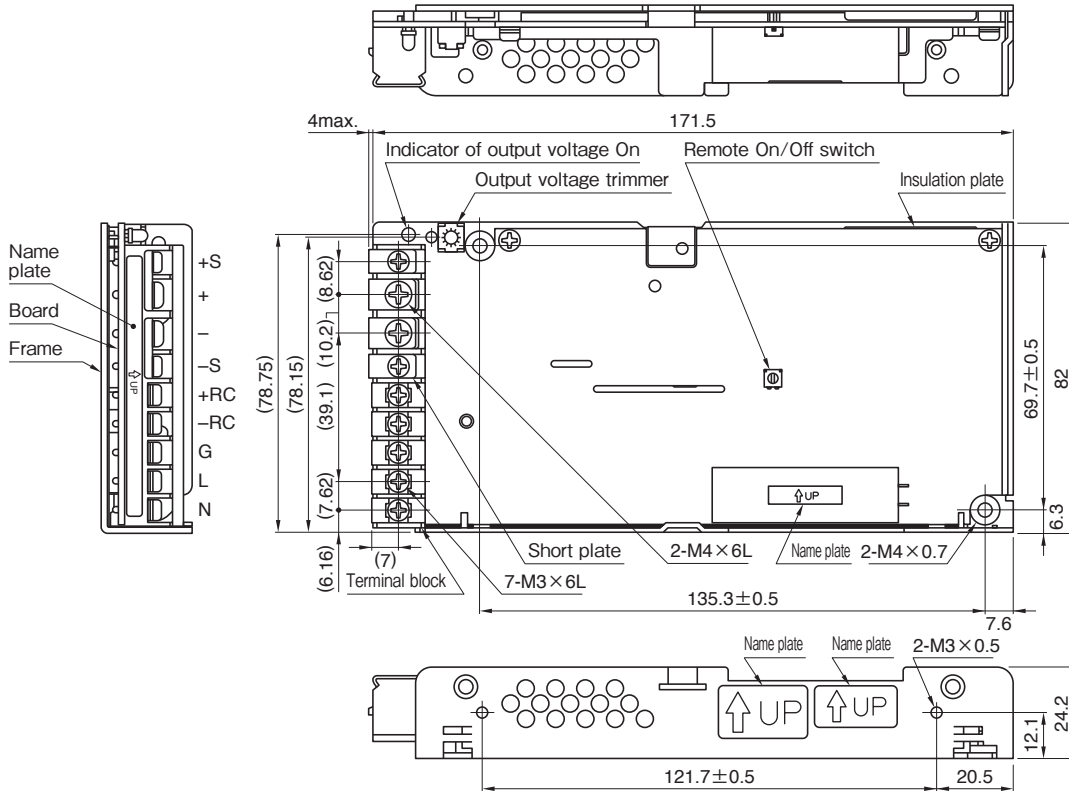 4max.
171.5
Indicator of output voltage On
Remote On/Off switch
Output voltage trimmer
Insulation plate
Name
plate
Board
Frame
+S
+
−
−S
+RC
−RC
G
L
N
⇧UP
(78.75)
(78.15)
(8.62)
(10.2)
(39.1)
(7.62)
(6.16)
(7)
Terminal block
Short plate
7-M3×6L
2-M4×6L
⇧UP
Name plate
2-M4×0.7
69.7±0.5
82
6.3
135.3±0.5
7.6
Name plate
Name plate
2-M3×0.5
⇧UP
⇧UP
12.1
24.2
121.7±0.5
20.5